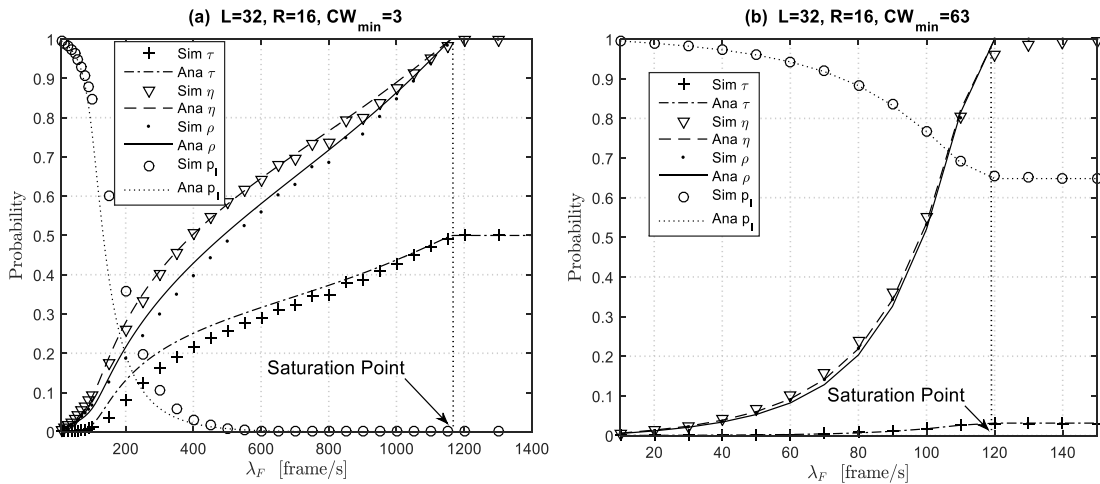 (a) L=32, R=16, CW_min=3
1
0.9
0.8
0.7
0.6
0.5
0.4
0.3
0.2
0.1
0
Probability
Sim τ
Ana τ
Sim η
Ana η
Sim ρ
Ana ρ
Sim p_I
Ana p_I
Saturation Point
200
400
600
800
1000
1200
1400
λ_F [frame/s]
(b) L=32, R=16, CW_min=63
1
0.9
0.8
0.7
0.6
0.5
0.4
0.3
0.2
0.1
0
Probability
Sim τ
Ana τ
Sim η
Ana η
Sim ρ
Ana ρ
Sim p_I
Ana p_I
Saturation Point
20
40
60
80
100
120
140
λ_F [frame/s]